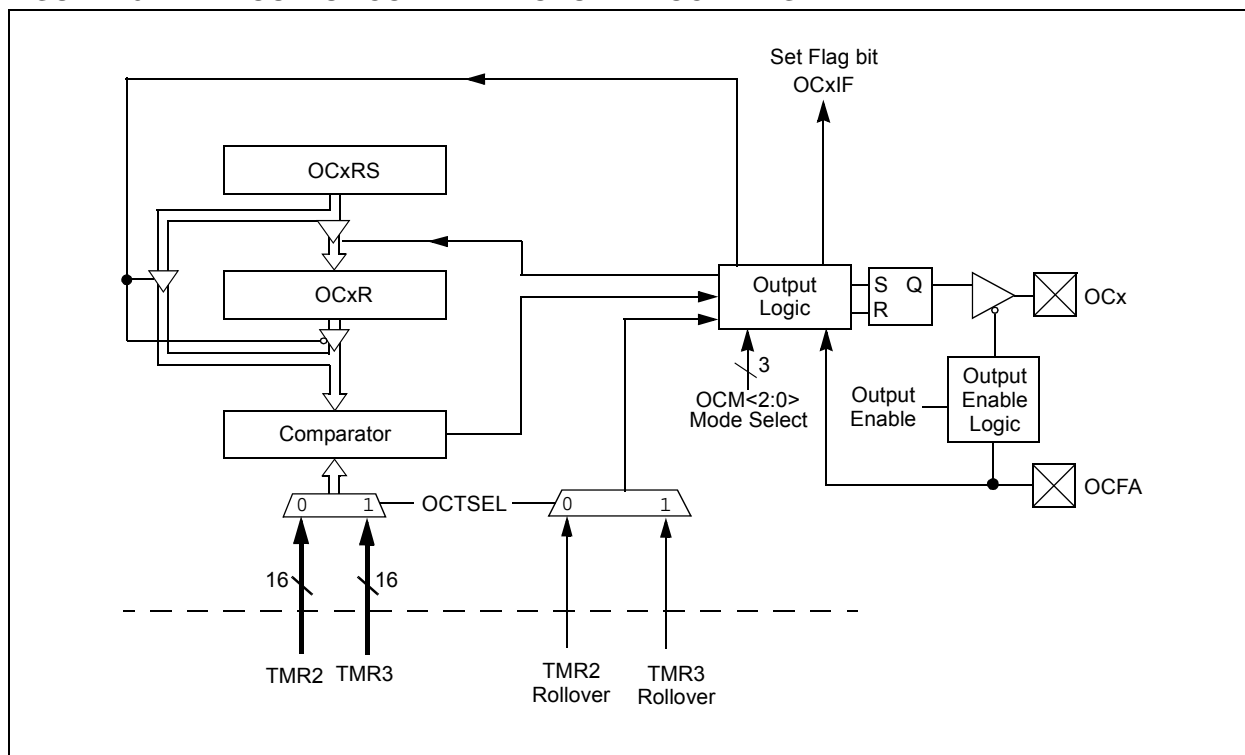 Set Flag bit
OCxIF
OCxRS
OCxR
Output
Logic
S Q
R
OCx
3
OCM<2:0>
Mode Select
Output
Enable
Output
Enable
Logic
Comparator
OCFA
0 1
OCTSEL
0 1
16
16
TMR2
TMR3
TMR2
Rollover
TMR3
Rollover